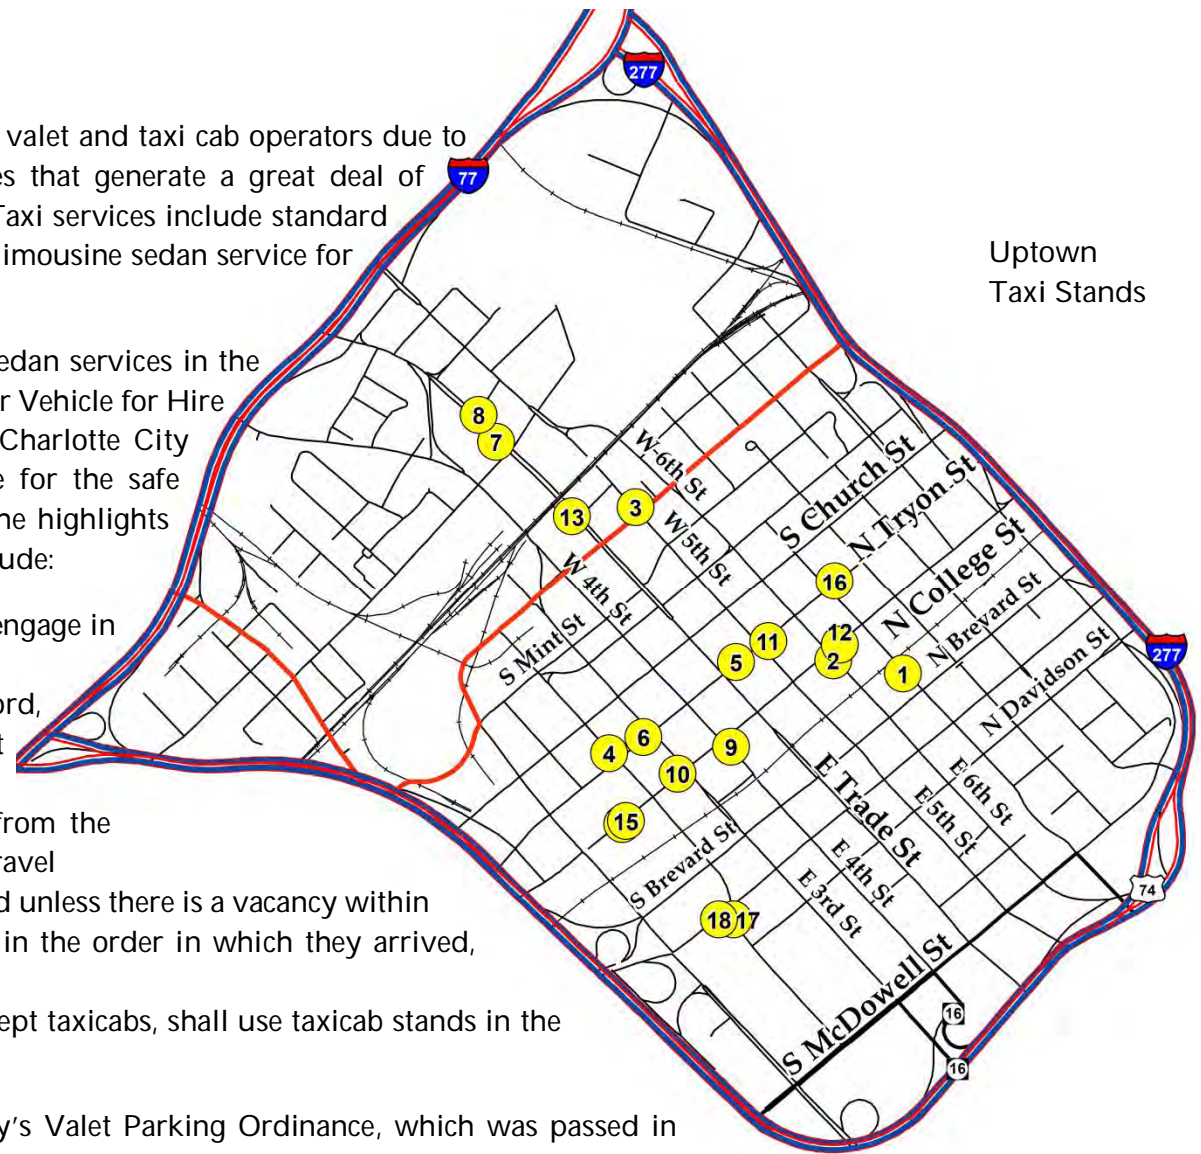 valet and taxi cab operators due to
es that generate a great deal of
Taxi services include standard
limousine sedan service for
edan services in the
r Vehicle for Hire
Charlotte City
e for the safe
ne highlights
ude:
engage in
ord,
t
from the
ravel
d unless there is a vacancy within
in the order in which they arrived,
ept taxicabs, shall use taxicab stands in the
y's Valet Parking Ordinance, which was passed in
Uptown
Taxi Stands
277
77
8
7
13
3
W 6th St
W 5th St
W 4th St
S Mint St
S Church St
N Tryon St
N College St
N Brevard St
N Davidson St
16
12
2
1
11
5
6
4
9
10
15
277
E 6th St
E 5th St
E Trade St
E 4th St
E 3rd St
S Brevard St
18
17
74
S McDowell St
16
16